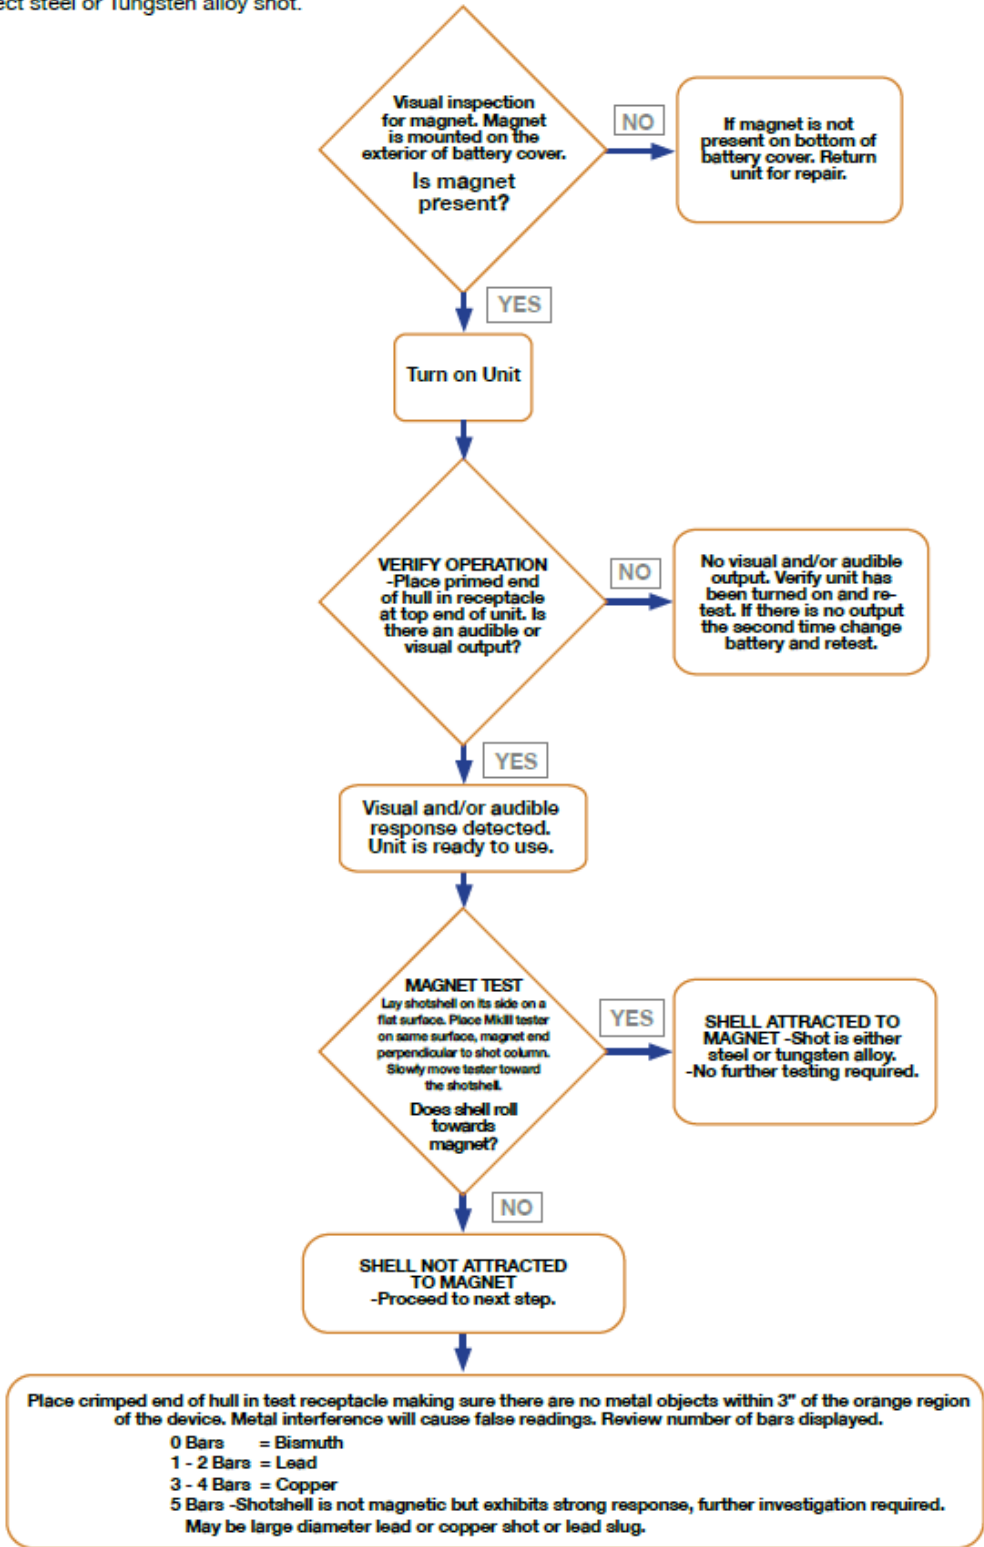 ect steel or Tungsten alloy shot.
Visual inspection
for magnet. Magnet
is mounted on the
exterior of battery cover.
Is magnet
present?
NO
If magnet is not
present on bottom of
battery cover. Return
unit for repair.
YES
Turn on Unit
VERIFY OPERATION
-Place primed end
of hull in receptacle
at top end of unit. Is
there an audible or
visual output?
NO
No visual and/or audible
output. Verify unit has
been turned on and re-
test. If there is no output
the second time change
battery and retest.
YES
Visual and/or audible
response detected.
Unit is ready to use.
MAGNET TEST
Lay shotshell on its side on a
flat surface. Place MkIII tester
on same surface, magnet end
perpendicular to shot column.
Slowly move tester toward
the shotshell.
Does shell roll
towards
magnet?
YES
SHELL ATTRACTED TO
MAGNET -Shot is either
steel or tungsten alloy.
-No further testing required.
NO
SHELL NOT ATTRACTED
TO MAGNET
-Proceed to next step.
Place crimped end of hull in test receptacle making sure there are no metal objects within 3" of the orange region
of the device. Metal interference will cause false readings. Review number of bars displayed.
0 Bars = Bismuth
1 - 2 Bars = Lead
3 - 4 Bars = Copper
5 Bars -Shotshell is not magnetic but exhibits strong response, further investigation required.
May be large diameter lead or copper shot or lead slug.